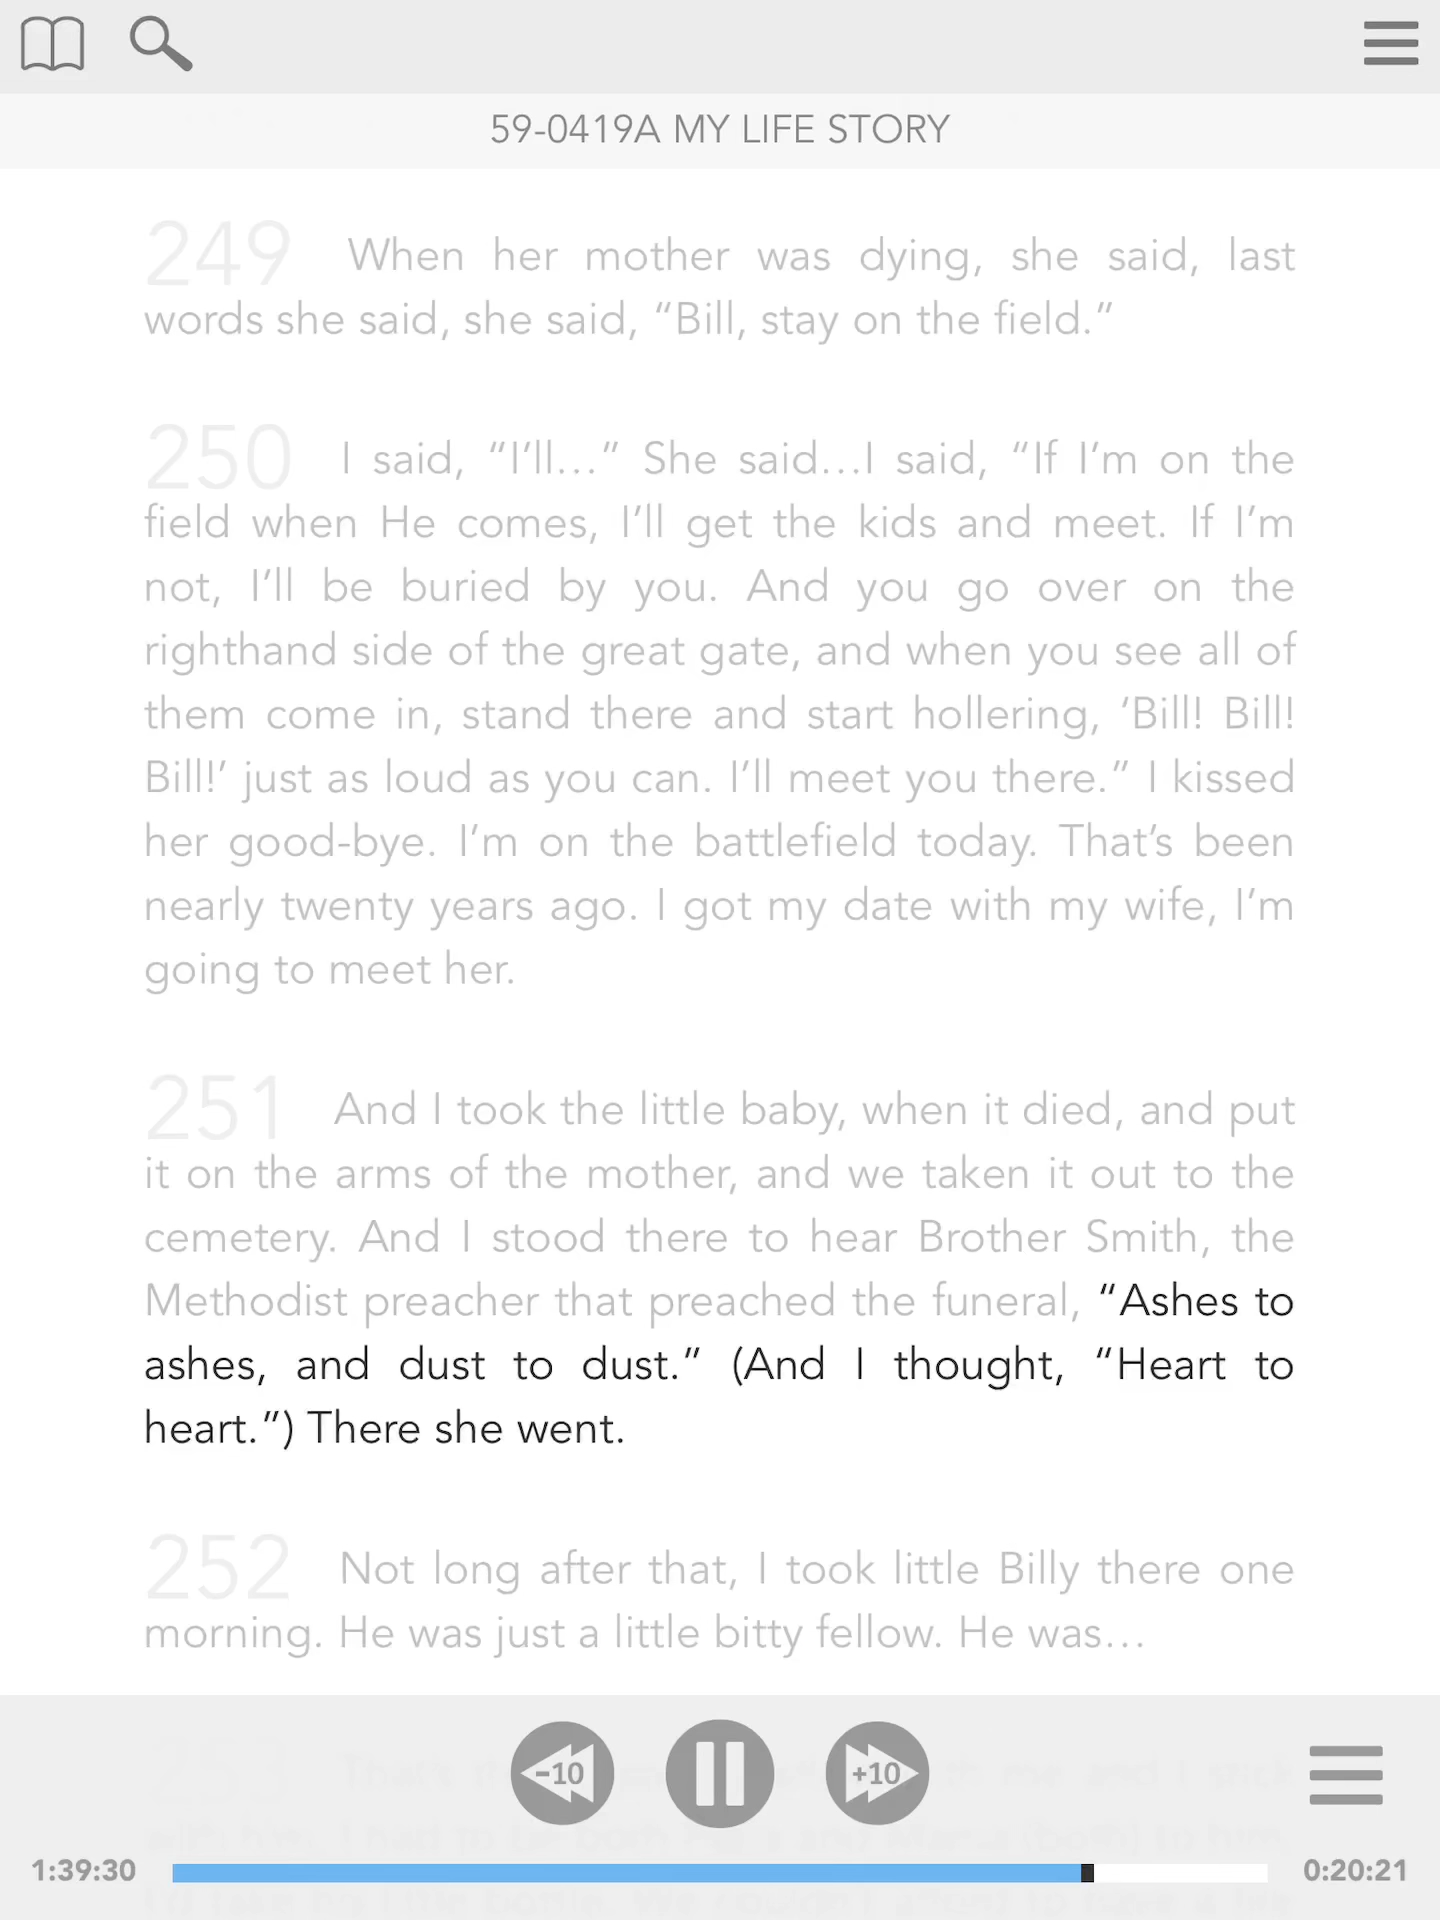 59-0419A MY LIFE STORY
249 When her mother was dying, she said, last
words she said, she said, “Bill, stay on the field.”
250 I said, “I’ll…” She said…I said, “If I’m on the
field when He comes, I’ll get the kids and meet. If I’m
not, I’ll be buried by you. And you go over on the
righthand side of the great gate, and when you see all of
them come in, stand there and start hollering, ‘Bill! Bill!
Bill!’ just as loud as you can. I’ll meet you there.” I kissed
her good-bye. I’m on the battlefield today. That’s been
nearly twenty years ago. I got my date with my wife, I’m
going to meet her.
251 And I took the little baby, when it died, and put
it on the arms of the mother, and we taken it out to the
cemetery. And I stood there to hear Brother Smith, the
Methodist preacher that preached the funeral, “Ashes to
ashes, and dust to dust.” (And I thought, “Heart to
heart.”) There she went.
252 Not long after that, I took little Billy there one
morning. He was just a little bitty fellow. He was…
-10 +10
1:39:30 0:20:21